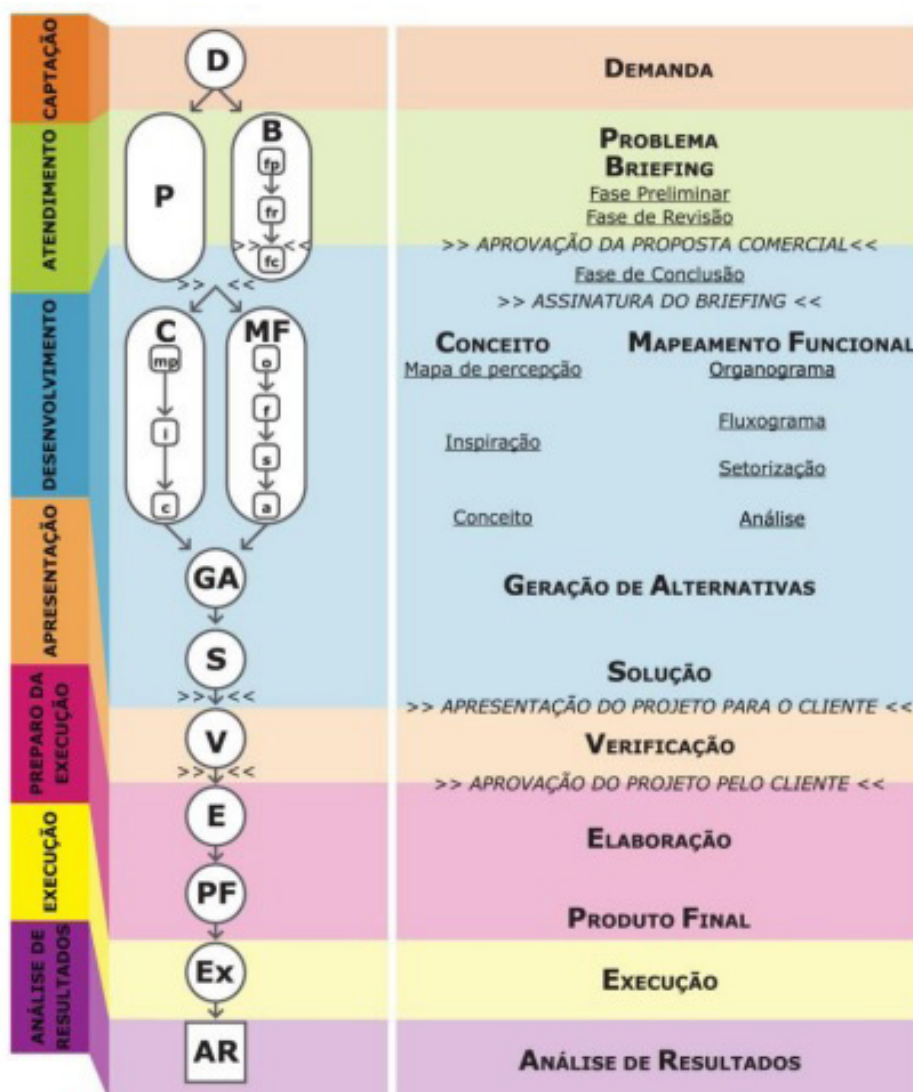 CAPTAÇÃO
ATENDIMENTO
DESENVOLVIMENTO
APRESENTAÇÃO
PREPARO DA
EXECUÇÃO
EXECUÇÃO
ANÁLISE DE
RESULTADOS
D
P
B
fp
fr
>> <<
fc
>> <<
C
mp
i
c
MF
o
f
s
a
GA
S
>> <<
V
>> <<
E
PF
Ex
AR
DEMANDA
PROBLEMA
BRIEFING
Fase Preliminar
Fase de Revisão
>> APROVAÇÃO DA PROPOSTA COMERCIAL<<
Fase de Conclusão
>> ASSINATURA DO BRIEFING <<
CONCEITO
Mapa de percepção
Inspiração
Conceito
MAPEAMENTO FUNCIONAL
Organograma
Fluxograma
Setorização
Análise
GERAÇÃO DE ALTERNATIVAS
SOLUÇÃO
>> APRESENTAÇÃO DO PROJETO PARA O CLIENTE <<
VERIFICAÇÃO
>> APROVAÇÃO DO PROJETO PELO CLIENTE <<
ELABORAÇÃO
PRODUTO FINAL
EXECUÇÃO
ANÁLISE DE RESULTADOS